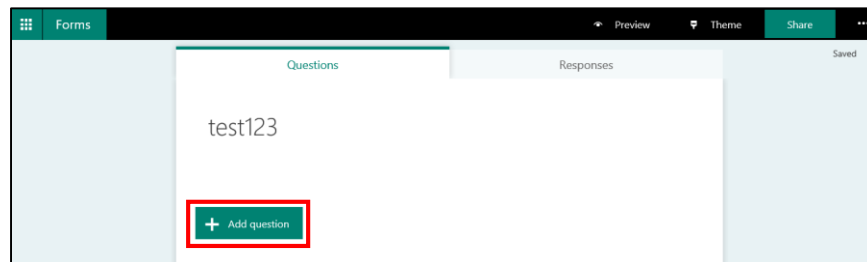 Forms Preview Theme Share
Saved
Questions Responses
test123
Add question